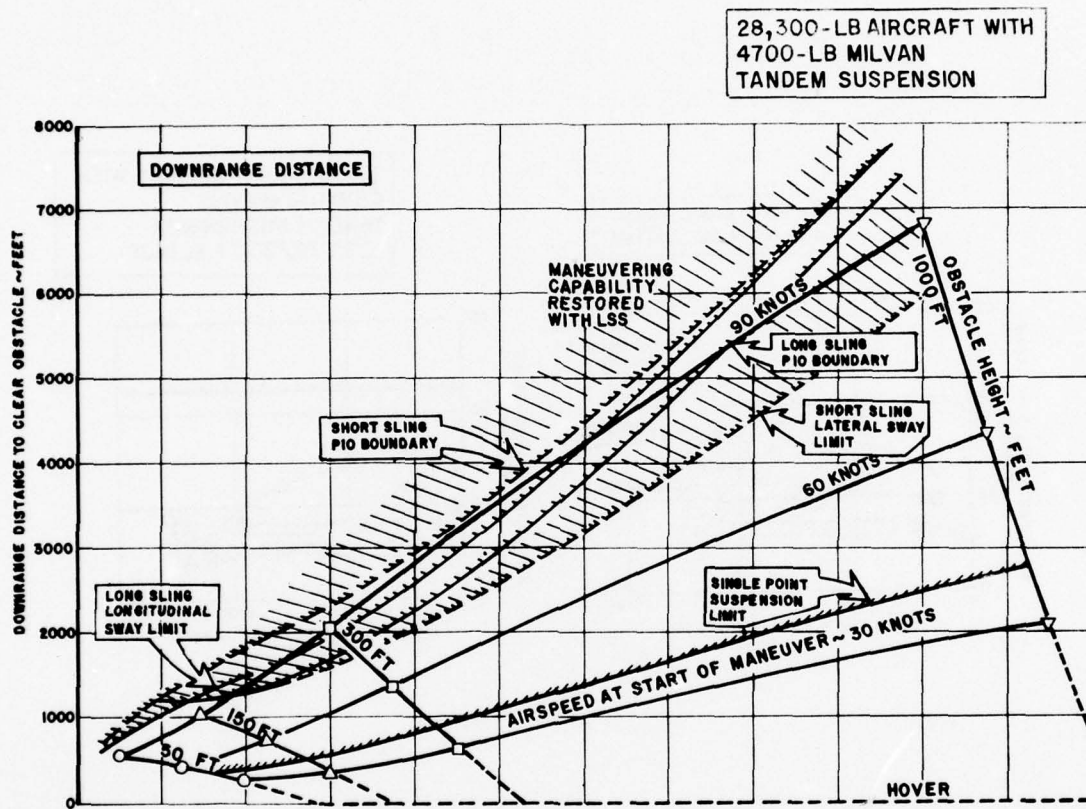 28,300-LB AIRCRAFT WITH
4700-LB MILVAN
TANDEM SUSPENSION
DOWNRANGE DISTANCE TO CLEAR OBSTACLE ~ FEET
8000
7000
6000
5000
4000
3000
2000
1000
0
DOWNRANGE DISTANCE
MANEUVERING
CAPABILITY
RESTORED
WITH LSS
90 KNOTS
1000 FT
OBSTACLE HEIGHT ~ FEET
LONG SLING
PIO BOUNDARY
SHORT SLING
PIO BOUNDARY
SHORT SLING
LATERAL SWAY
LIMIT
60 KNOTS
LONG SLING
LONGITUDINAL
SWAY LIMIT
SINGLE POINT
SUSPENSION
LIMIT
300 FT
AIRSPEED AT START OF MANEUVER ~ 30 KNOTS
150 FT
50 FT
HOVER